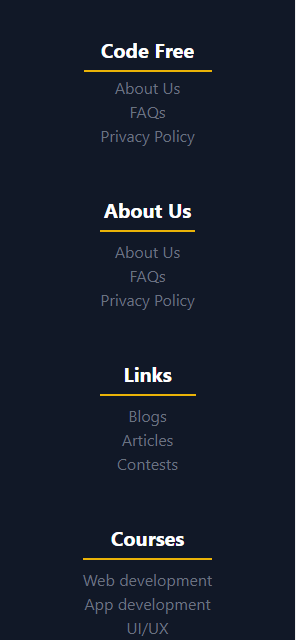 Code Free
About Us
FAQs
Privacy Policy
About Us
About Us
FAQs
Privacy Policy
Links
Blogs
Articles
Contests
Courses
Web development
App development
UI/UX